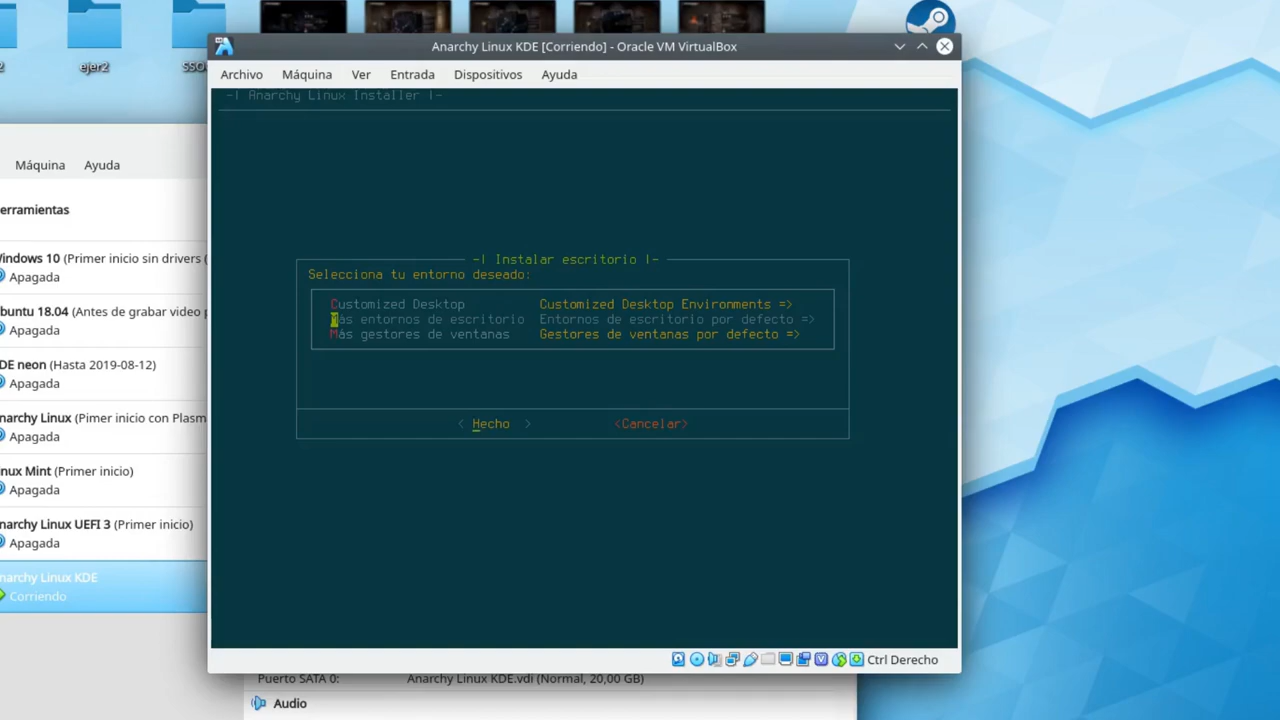 2
ejer2
SSO
Anarchy Linux KDE [Corriendo] - Oracle VM VirtualBox
Archivo Máquina Ver Entrada Dispositivos Ayuda
-| Anarchy Linux Installer |-
Máquina Ayuda
erramientas
-| Instalar escritorio |-
Selecciona tu entorno deseado:
Customized Desktop Customized Desktop Environments =>
Más entornos de escritorio Entornos de escritorio por defecto =>
Más gestores de ventanas Gestores de ventanas por defecto =>
< Hecho > <Cancelar>
Windows 10 (Primer inicio sin drivers (
Apagada
buntu 18.04 (Antes de grabar video p
Apagada
DE neon (Hasta 2019-08-12)
Apagada
narchy Linux (Pimer inicio con Plasm
Apagada
nux Mint (Primer inicio)
Apagada
narchy Linux UEFI 3 (Primer inicio)
Apagada
narchy Linux KDE
Corriendo
Ctrl Derecho
Puerto SATA 0: Anarchy Linux KDE.vdi (Normal, 20,00 GB)
Audio